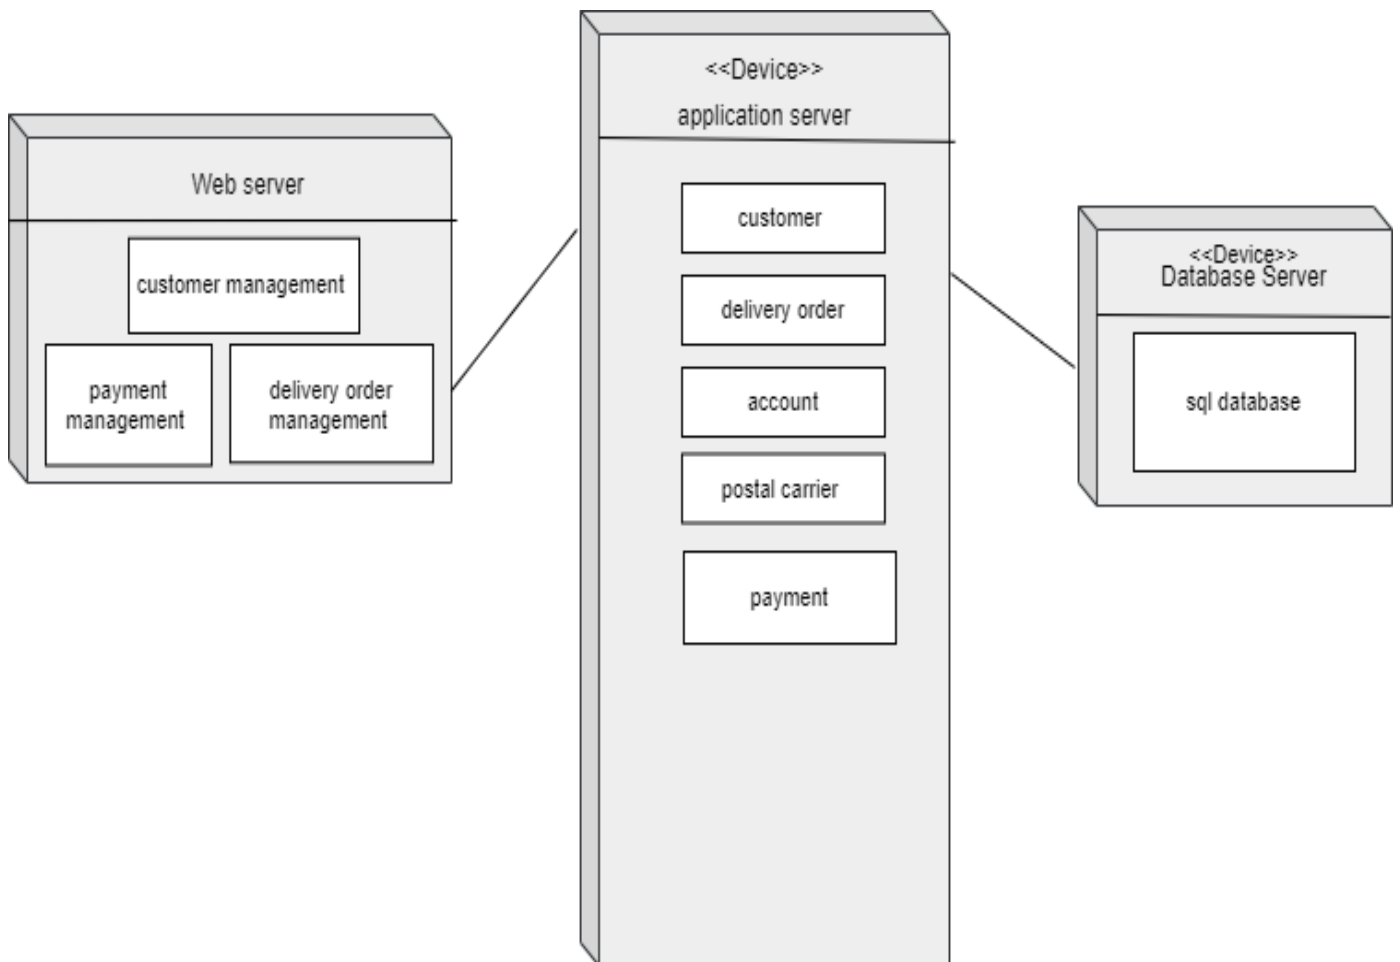 Web server
customer management
payment
management
delivery order
management
<<Device>>
application server
customer
delivery order
account
postal carrier
payment
<<Device>>
Database Server
sql database